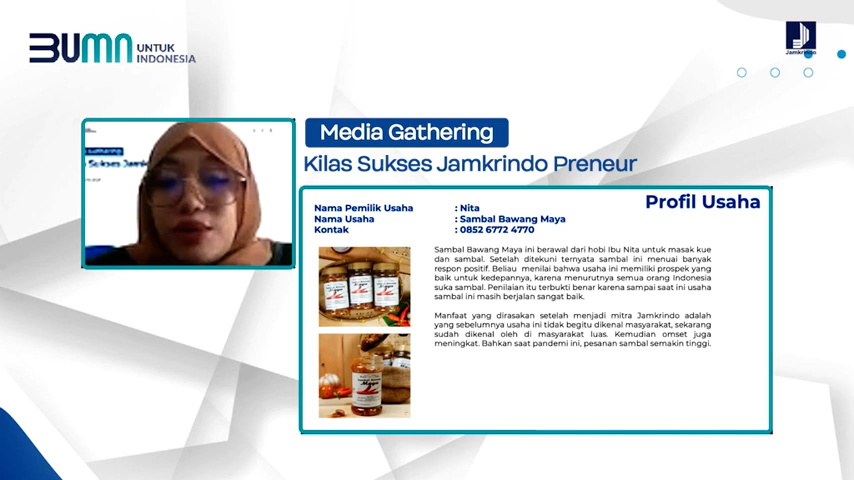 BUMN UNTUK
INDONESIA
Jamkrindo
Media Gathering
Kilas Sukses Jamkrindo Preneur
Profil Usaha
Nama Pemilik Usaha : Nita
Nama Usaha : Sambal Bawang Maya
Kontak : 0852 6772 4770
Sambal Bawang Maya ini berawal dari hobi Ibu Nita untuk masak kue
dan sambal. Setelah ditekuni ternyata sambal ini menuai banyak
respon positif. Beliau menilai bahwa usaha ini memiliki prospek yang
baik untuk kedepannya, karena menurutnya semua orang Indonesia
suka sambal. Penilaian itu terbukti benar karena sampai saat ini usaha
sambal ini masih berjalan sangat baik.
Manfaat yang dirasakan setelah menjadi mitra Jamkrindo adalah
yang sebelumnya usaha ini tidak begitu dikenal masyarakat, sekarang
sudah dikenal oleh di masyarakat luas. Kemudian omset juga
meningkat. Bahkan saat pandemi ini, pesanan sambal semakin tinggi.
Maya